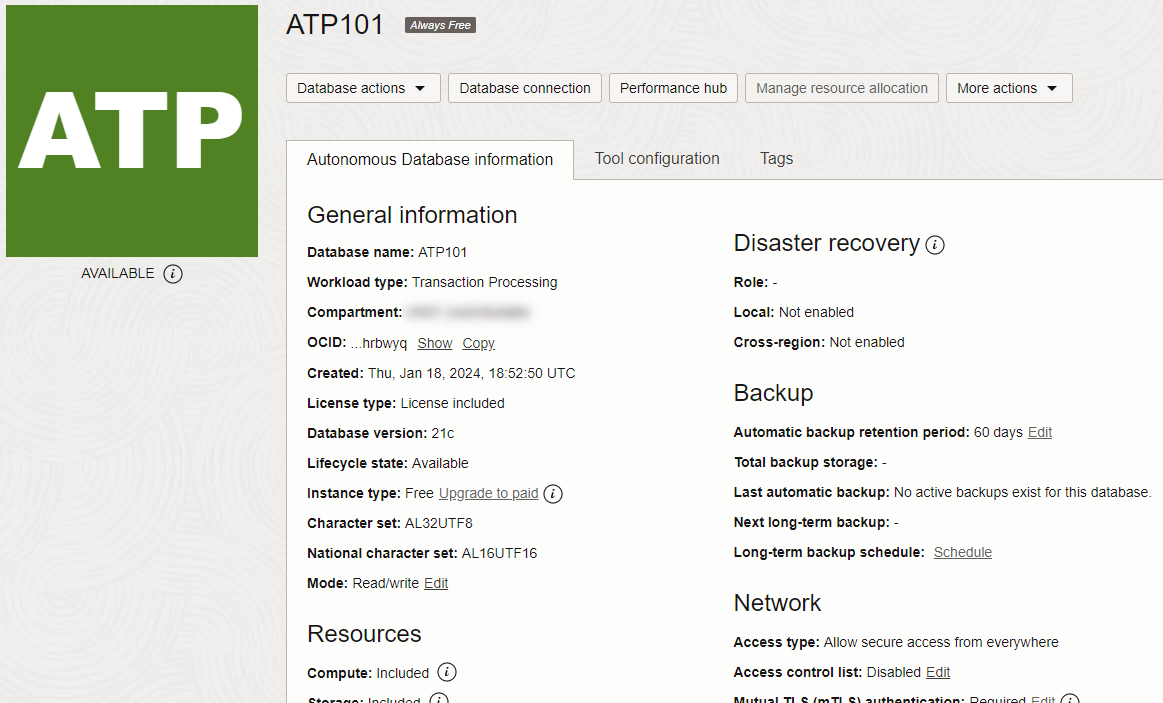 ATP
AVAILABLE
ATP101 Always Free
Database actions Database connection Performance hub Manage resource allocation More actions
Autonomous Database information Tool configuration Tags
General information
Database name: ATP101
Workload type: Transaction Processing
Compartment:
OCID: ...hrbwyq Show Copy
Created: Thu, Jan 18, 2024, 18:52:50 UTC
License type: License included
Database version: 21c
Lifecycle state: Available
Instance type: Free Upgrade to paid
Character set: AL32UTF8
National character set: AL16UTF16
Mode: Read/write Edit
Resources
Compute: Included
Storage: Included
Disaster recovery
Role: -
Local: Not enabled
Cross-region: Not enabled
Backup
Automatic backup retention period: 60 days Edit
Total backup storage: -
Last automatic backup: No active backups exist for this database.
Next long-term backup: -
Long-term backup schedule: Schedule
Network
Access type: Allow secure access from everywhere
Access control list: Disabled Edit
Mutual TLS (mTLS) authentication: Required Edit